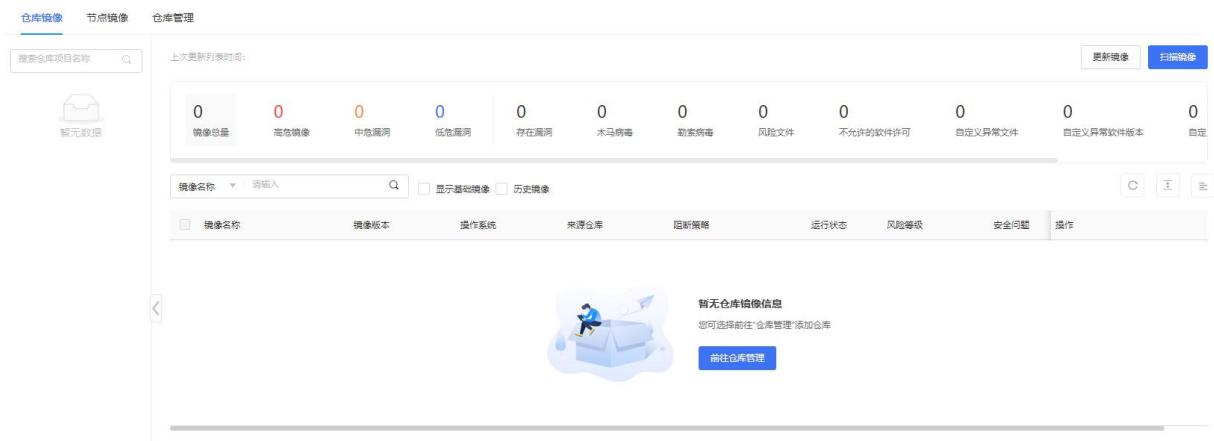 仓库镜像 节点镜像 仓库管理
搜索仓库项目名称
暂无数据
上次更新列表时间:
更新镜像 扫描镜像
0 0 0 0 0 0 0 0 0 0 0 0
镜像总量 高危镜像 中危漏洞 低危漏洞 存在漏洞 木马病毒 勒索病毒 风险文件 不允许的软件许可 自定义异常文件 自定义异常软件版本 自定
镜像名称 请输入 显示基础镜像 历史镜像
镜像名称 镜像版本 操作系统 来源仓库 阻断策略 运行状态 风险等级 安全问题 操作
暂无仓库镜像信息
您可选择前往"仓库管理"添加仓库
前往仓库管理